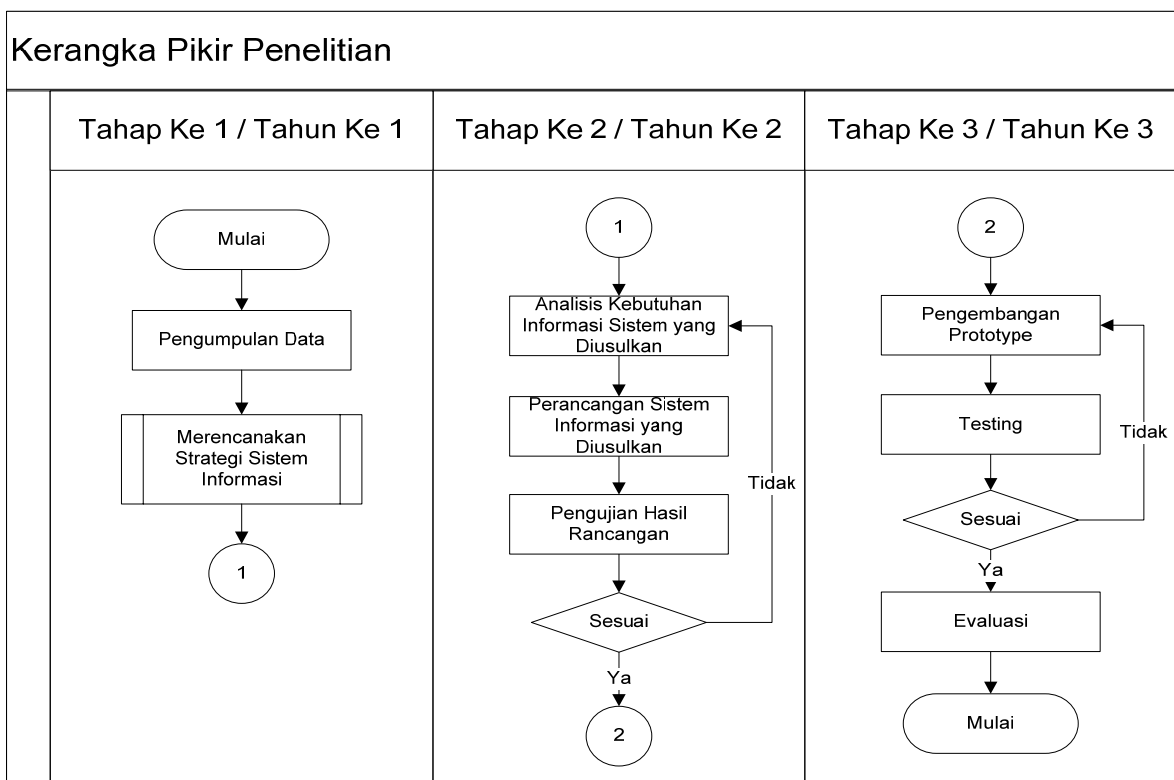 Kerangka Pikir Penelitian
Tahap Ke 1 / Tahun Ke 1
Mulai
Pengumpulan Data
Merencanakan
Strategi Sistem
Informasi
1
Tahap Ke 2 / Tahun Ke 2
1
Analisis Kebutuhan
Informasi Sistem yang
Diusulkan
Perancangan Sistem
Informasi yang
Diusulkan
Pengujian Hasil
Rancangan
Tidak
Sesuai
Ya
2
Tahap Ke 3 / Tahun Ke 3
2
Pengembangan
Prototype
Testing
Tidak
Sesuai
Ya
Evaluasi
Mulai